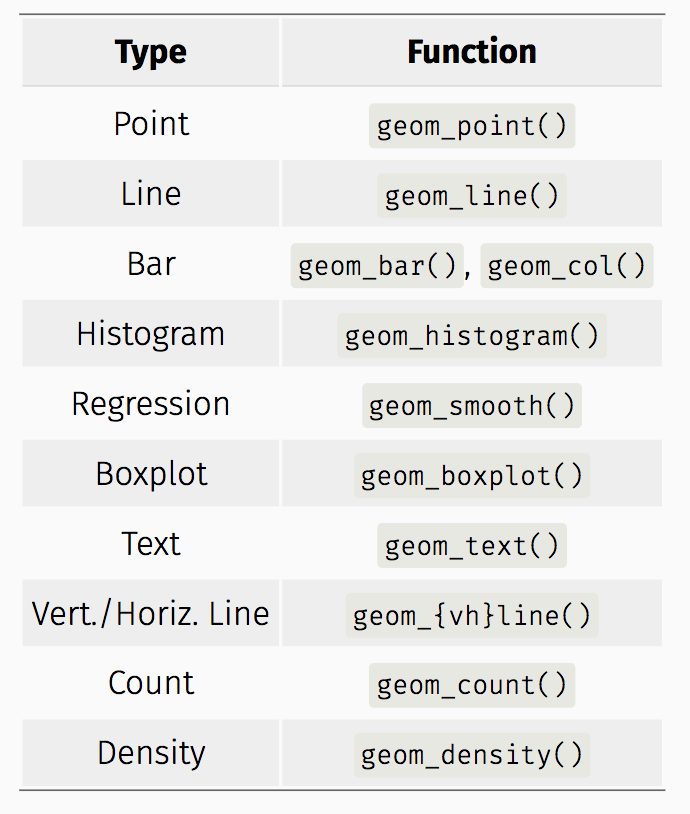 Type Function
Point geom_point()
Line geom_line()
Bar geom_bar(), geom_col()
Histogram geom_histogram()
Regression geom_smooth()
Boxplot geom_boxplot()
Text geom_text()
Vert./Horiz. Line geom_{vh}line()
Count geom_count()
Density geom_density()